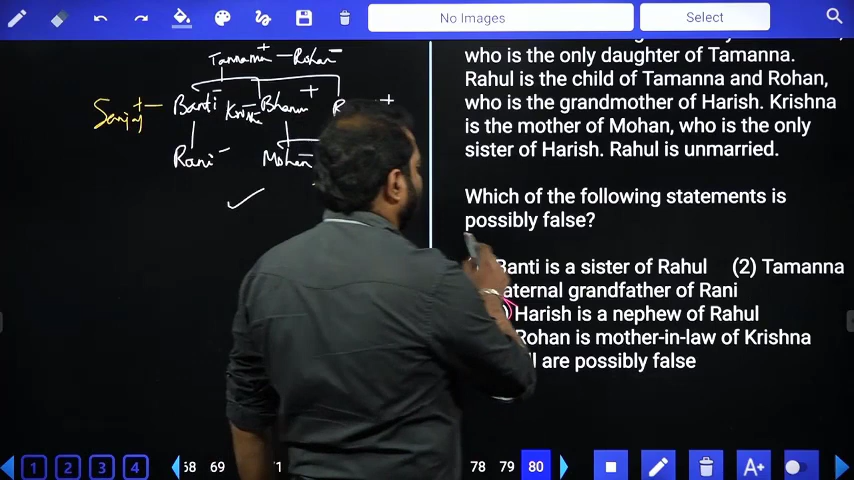 No Images
Select
Tamanna + — Rohan −
Sanjay + — Banti − Krishna − Bharat +
Rani − Mohan −
who is the only daughter of Tamanna.
Rahul is the child of Tamanna and Rohan,
who is the grandmother of Harish. Krishna
is the mother of Mohan, who is the only
sister of Harish. Rahul is unmarried.
Which of the following statements is
possibly false?
Banti is a sister of Rahul (2) Tamanna
grandfather of Rani
Harish is a nephew of Rahul
Rohan is mother-in-law of Krishna
are possibly false
1 2 3 4 68 69 78 79 80 A+